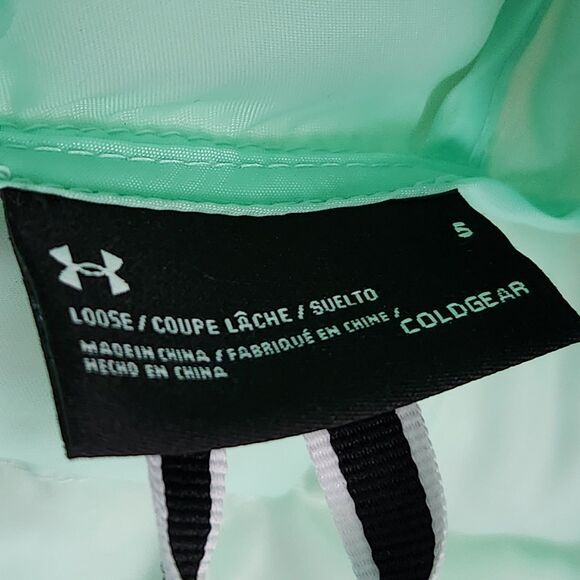 S
LOOSE / COUPE LÂCHE / SUELTO
MADE IN CHINA / FABRIQUÉ EN CHINE /
HECHO EN CHINA
COLDGEAR